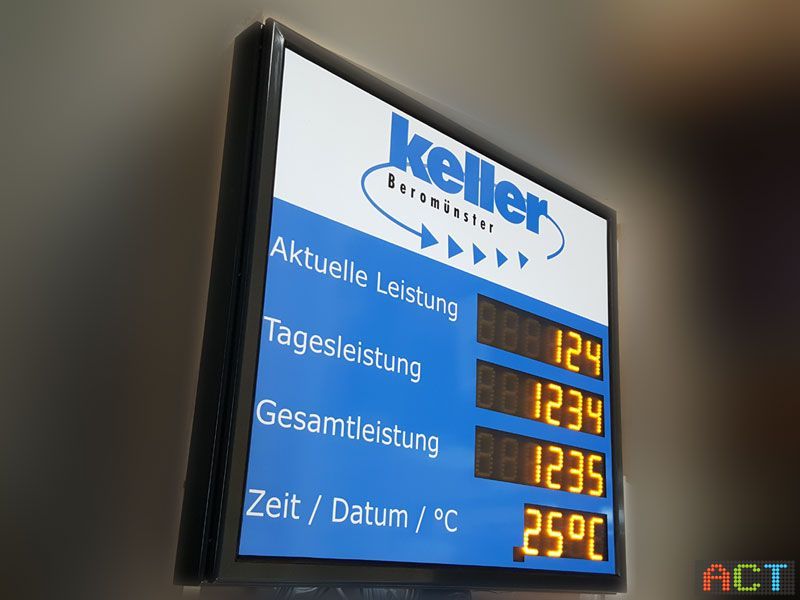 keller
Beromünster
Aktuelle Leistung 124
Tagesleistung 1234
Gesamtleistung 1235
Zeit / Datum / °C 25°C
ACT